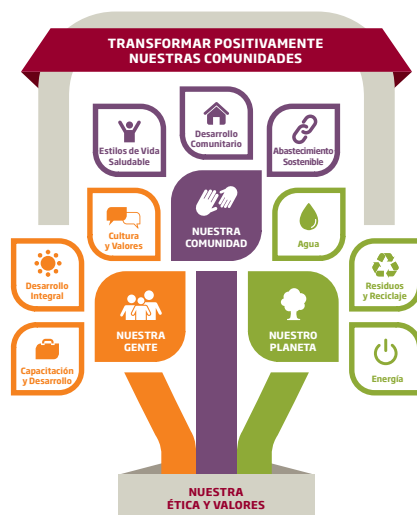 TRANSFORMAR POSITIVAMENTE
NUESTRAS COMUNIDADES
Estilos de Vida
Saludable
Desarrollo
Comunitario
Abastecimiento
Sostenible
Cultura
y Valores
NUESTRA
COMUNIDAD
Agua
Desarrollo
Integral
NUESTRA
GENTE
NUESTRO
PLANETA
Residuos
y Reciclaje
Capacitación
y Desarrollo
Energía
NUESTRA
ÉTICA Y VALORES